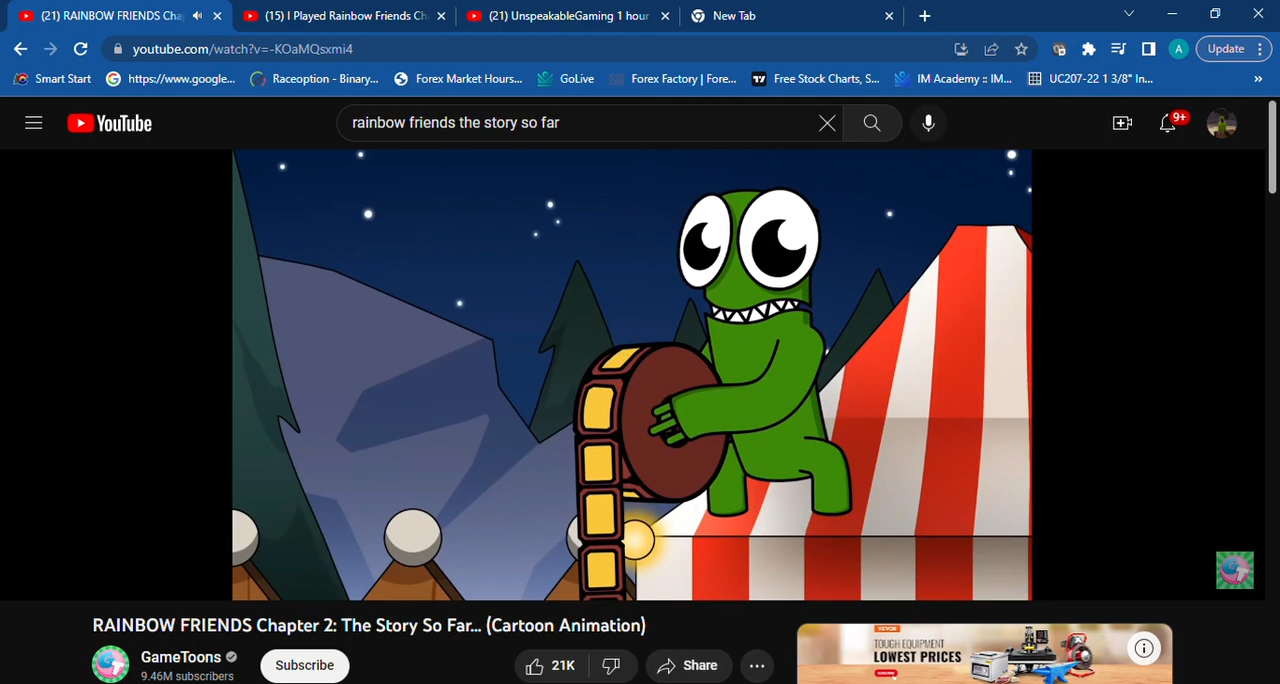 (21) RAINBOW FRIENDS Cha
(15) I Played Rainbow Friends Ch
(21) UnspeakableGaming 1 hour
New Tab
youtube.com/watch?v=-KOaMQsxmi4
A
Update
Smart Start
https://www.google...
Raceoption - Binary...
Forex Market Hours...
GoLive
Forex Factory | Fore...
Free Stock Charts, S...
IM Academy :: IM...
UC207-22 1 3/8" In...
YouTube
rainbow friends the story so far
9+
RAINBOW FRIENDS Chapter 2: The Story So Far... (Cartoon Animation)
GameToons
9.46M subscribers
Subscribe
21K
Share
VEVOR
TOUGH EQUIPMENT
LOWEST PRICES